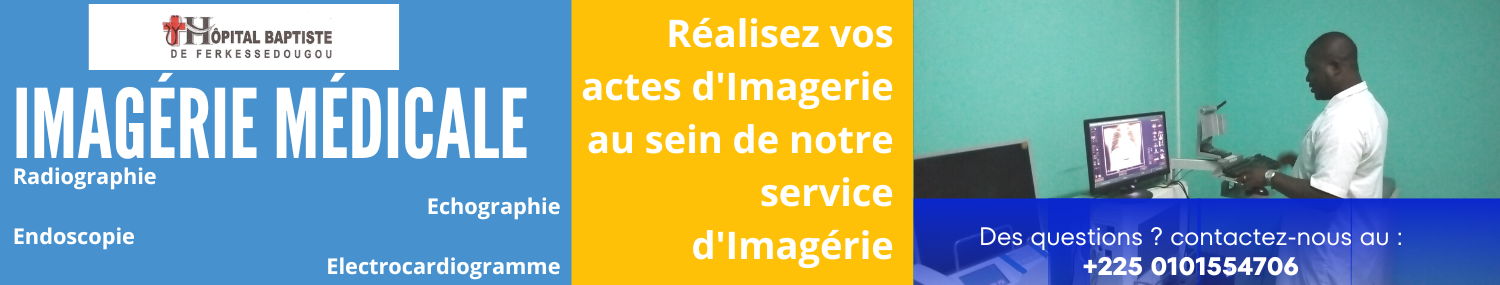 HÔPITAL BAPTISTE
DE FERKESSEDOUGOU
IMAGÉRIE MÉDICALE
Radiographie
Echographie
Endoscopie
Electrocardiogramme
Réalisez vos
actes d'Imagerie
au sein de notre
service
d'Imagérie
Des questions ? contactez-nous au :
+225 0101554706